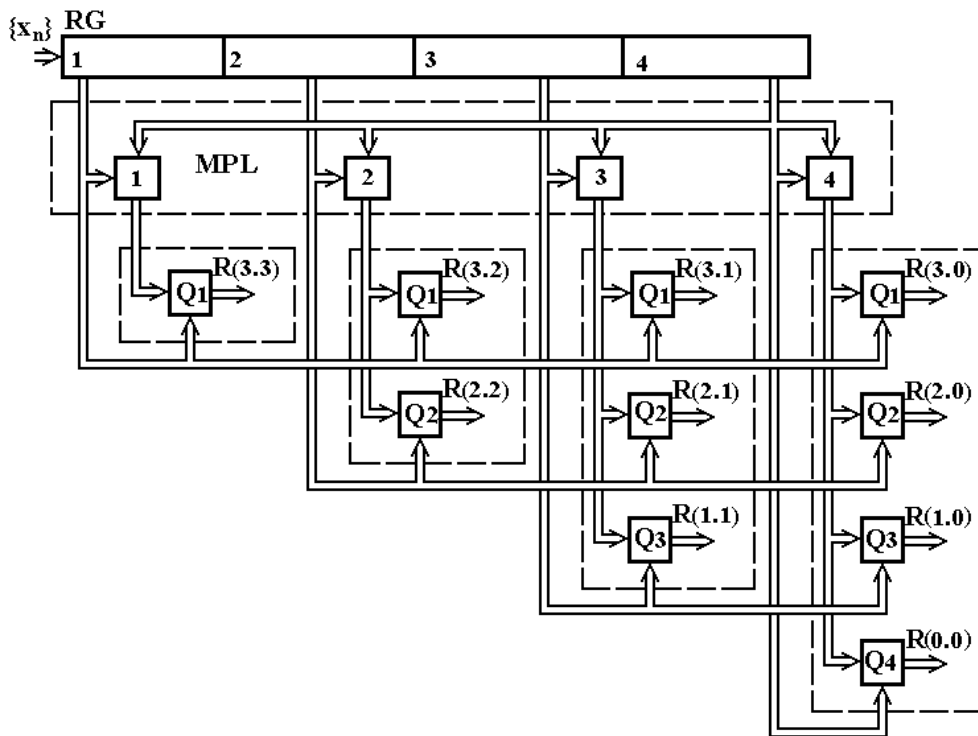 {xn} RG
1 2 3 4
MPL
1 2 3 4
R(3.3) R(3.2) R(3.1) R(3.0)
Q1 Q1 Q1 Q1
R(2.2) R(2.1) R(2.0)
Q2 Q2 Q2
R(1.1) R(1.0)
Q3 Q3
R(0.0)
Q4